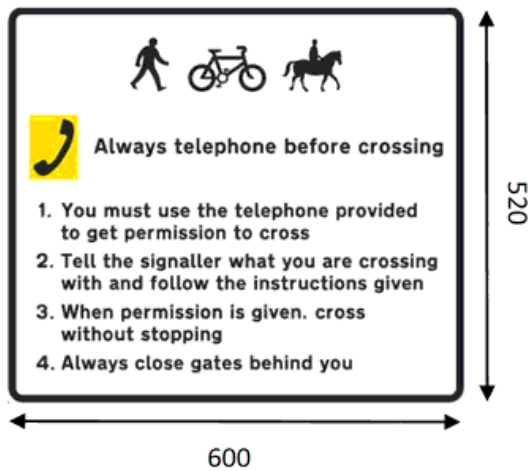 Always telephone before crossing
1. You must use the telephone provided
to get permission to cross
2. Tell the signaller what you are crossing
with and follow the instructions given
3. When permission is given. cross
without stopping
4. Always close gates behind you
520
600